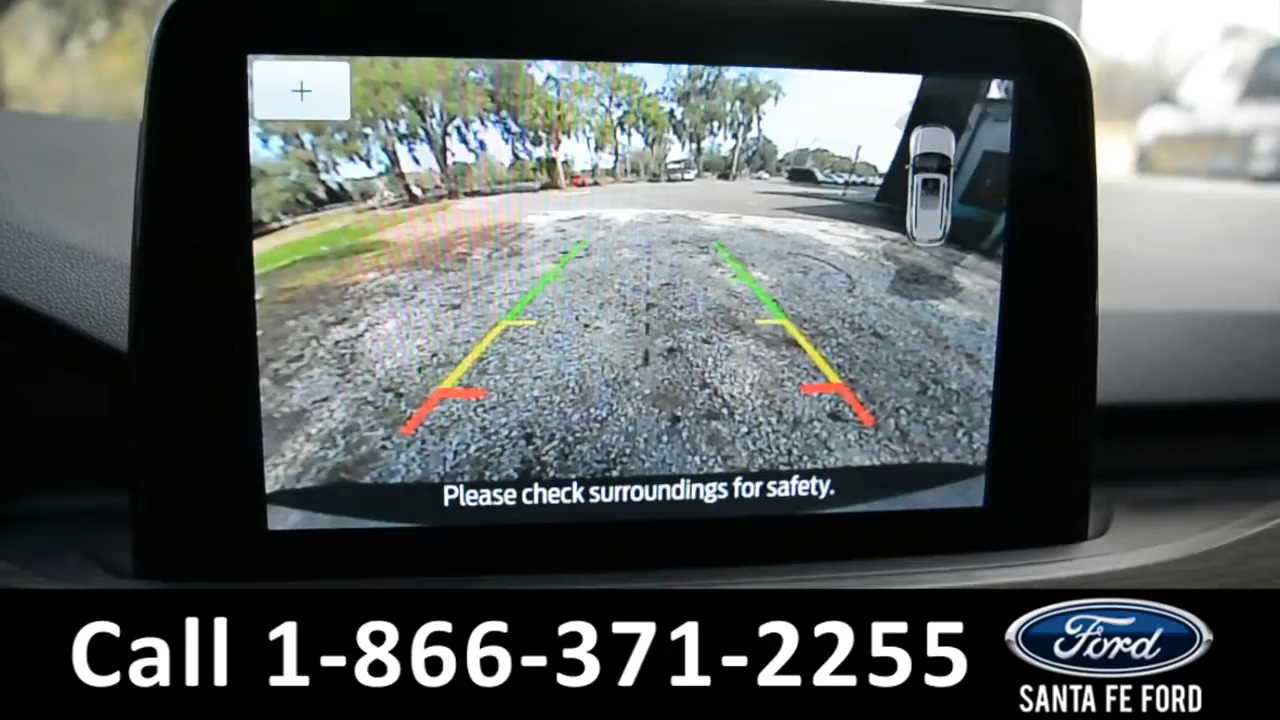 +
Please check surroundings for safety.
Call 1-866-371-2255
Ford
SANTA FE FORD